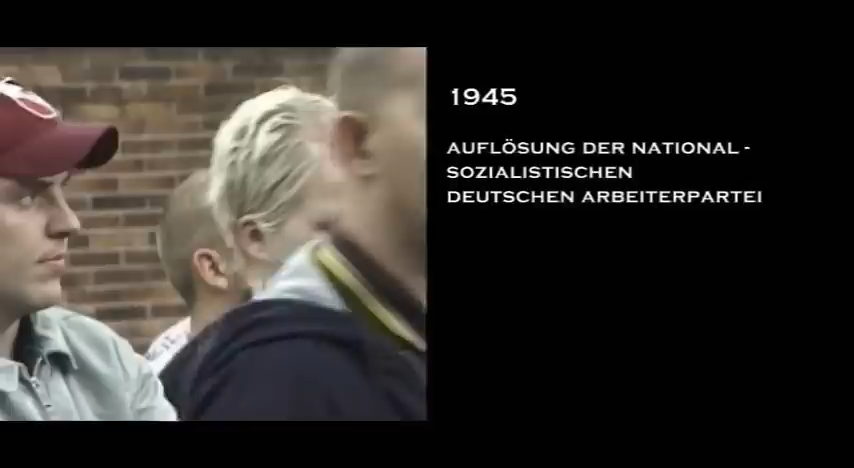 1945
AUFLÖSUNG DER NATIONAL -
SOZIALISTISCHEN
DEUTSCHEN ARBEITERPARTEI